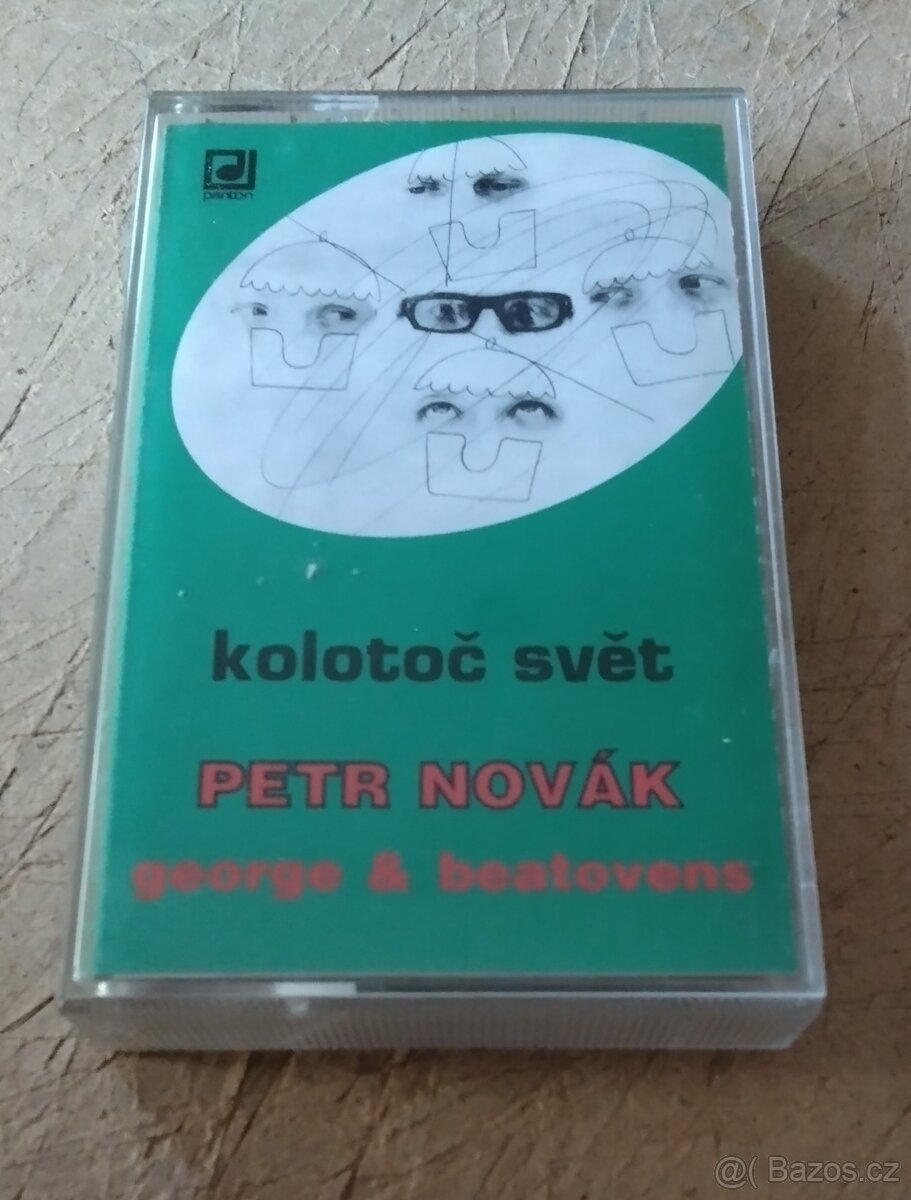 panton
kolotoč svět
PETR NOVÁK
george & beatovens
@( Bazos.cz